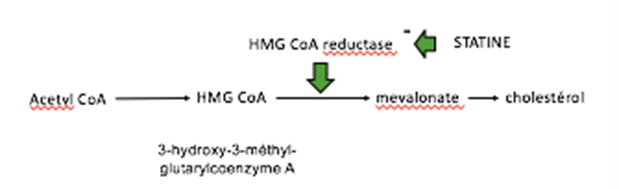 HMG CoA reductase - STATINE
Acetyl CoA HMG CoA mevalonate cholestérol
3-hydroxy-3-méthyl-
glutarylcoenzyme A